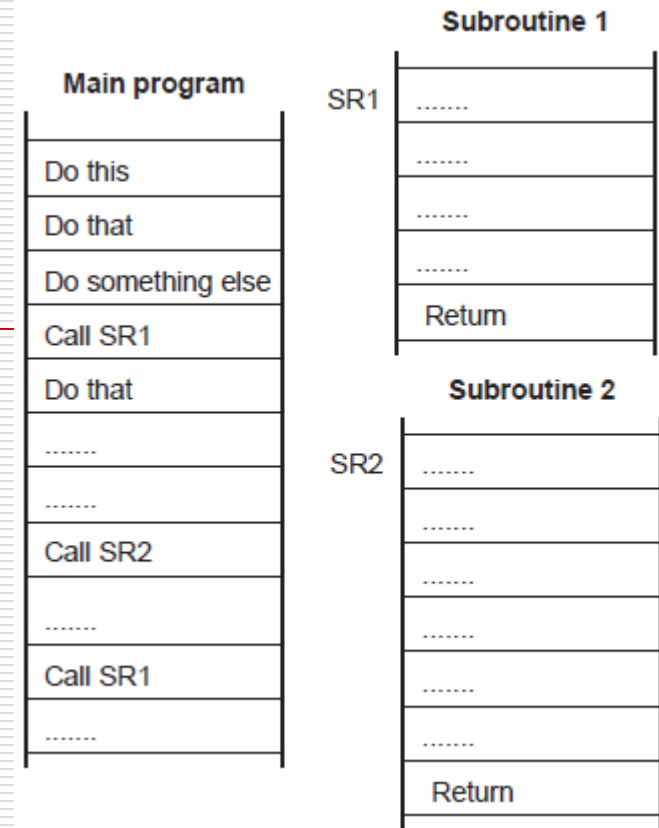 Main program
Do this
Do that
Do something else
Call SR1
Do that
.......
.......
Call SR2
.......
Call SR1
.......
Subroutine 1
SR1 .......
.......
.......
.......
Return
Subroutine 2
SR2 .......
.......
.......
.......
.......
.......
Return